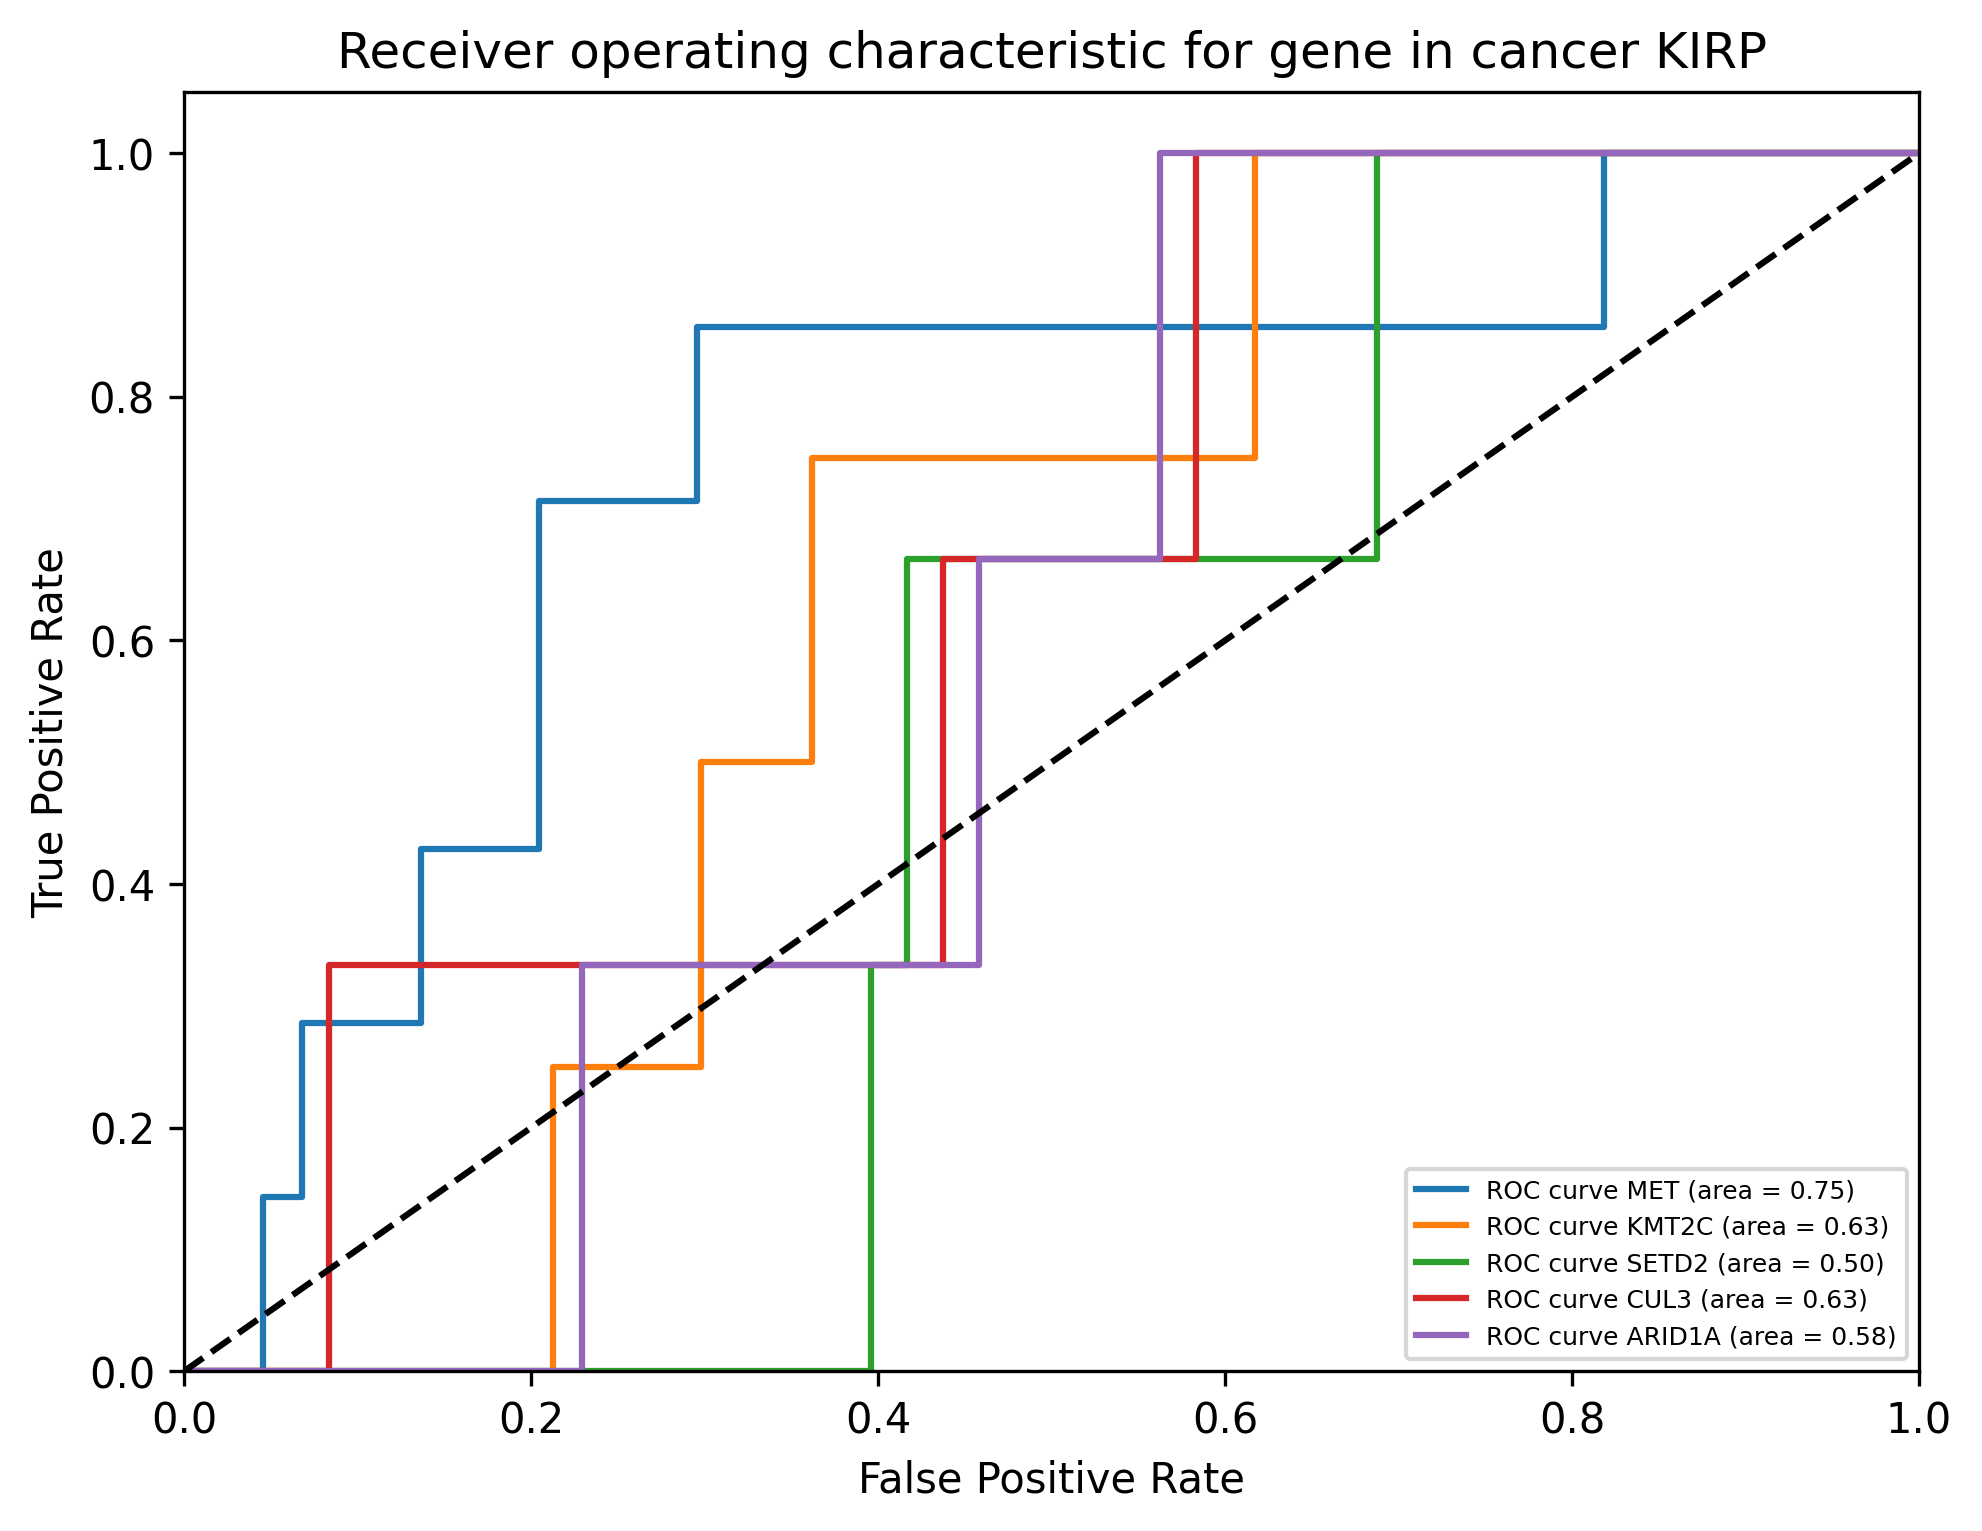 Receiver operating characteristic for gene in cancer KIRP
1.0
0.8
0.6
0.4
0.2
0.0
True Positive Rate
ROC curve MET (area = 0.75)
ROC curve KMT2C (area = 0.63)
ROC curve SETD2 (area = 0.50)
ROC curve CUL3 (area = 0.63)
ROC curve ARID1A (area = 0.58)
0.0 0.2 0.4 0.6 0.8 1.0
False Positive Rate